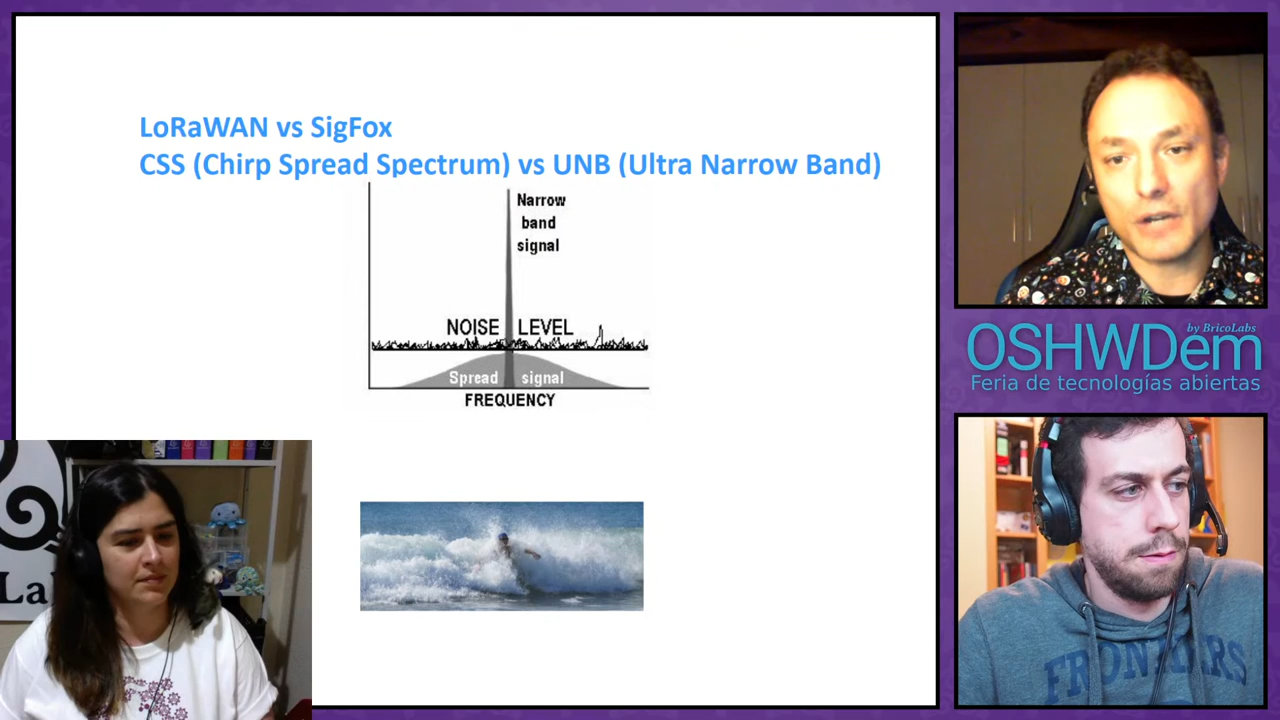 LoRaWAN vs SigFox
CSS (Chirp Spread Spectrum) vs UNB (Ultra Narrow Band)
Narrow
band
signal
NOISE LEVEL
Spread signal
FREQUENCY
OSHWDem
by BricoLabs
Feria de tecnologías abiertas
La